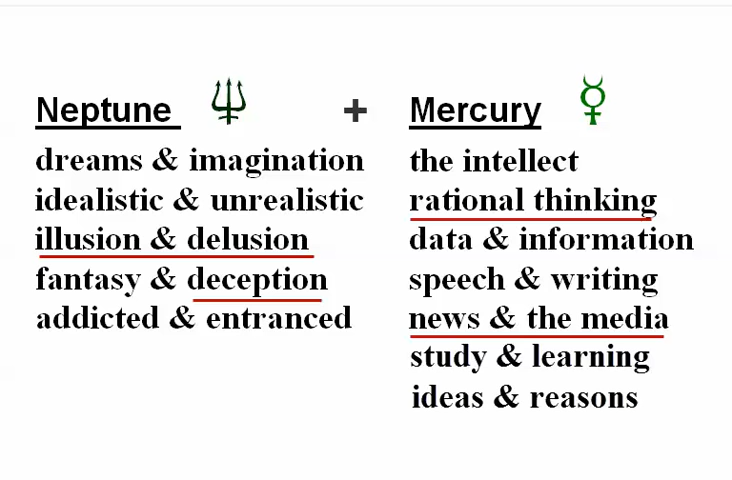 Neptune ♆ + Mercury ☿
dreams & imagination
idealistic & unrealistic
illusion & delusion
fantasy & deception
addicted & entranced
the intellect
rational thinking
data & information
speech & writing
news & the media
study & learning
ideas & reasons